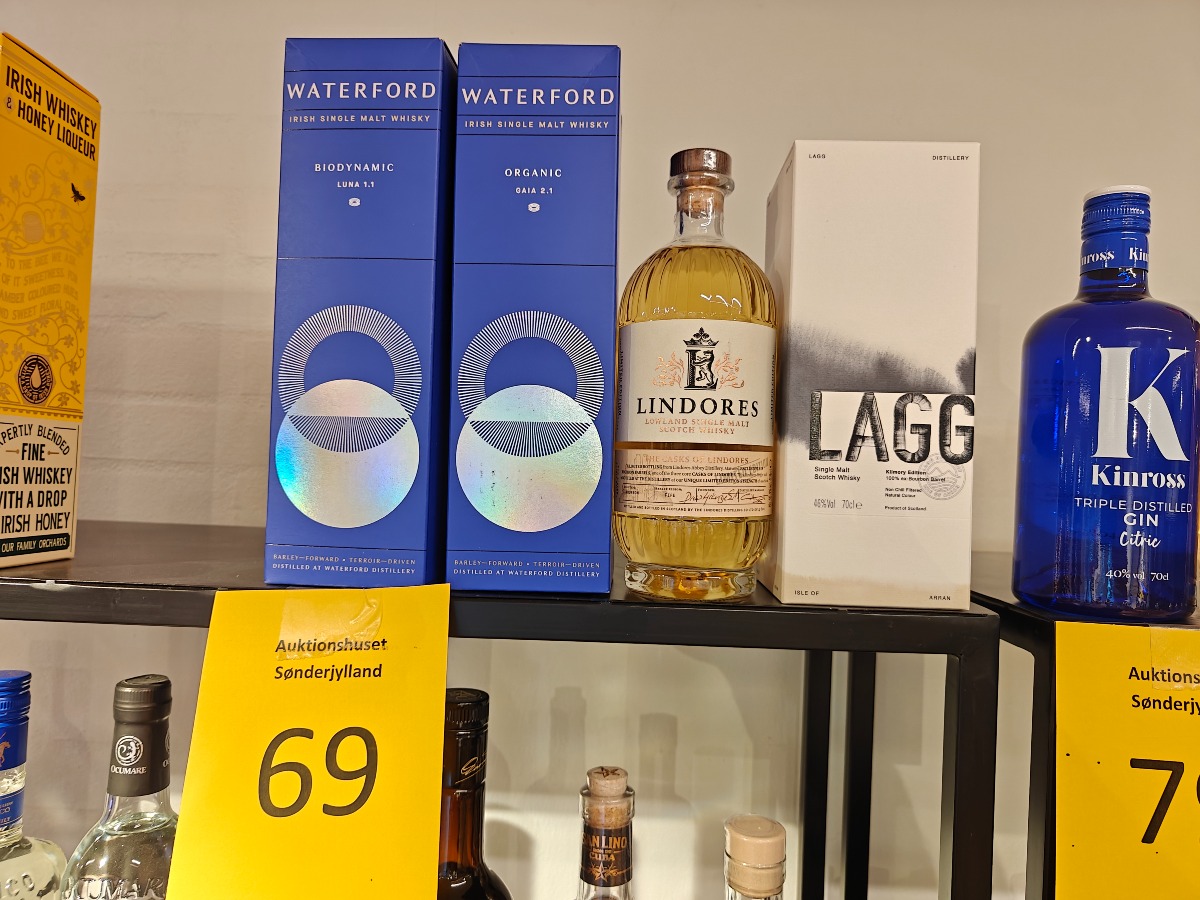 IRISH WHISKEY
& HONEY LIQUEUR
FINE
WITH A DROP
IRISH HONEY
OUR FAMILY ORCHARDS
WATERFORD
IRISH SINGLE MALT WHISKY
BIODYNAMIC
LUNA 1.1
BARLEY—FORWARD • TERROIR—DRIVEN
DISTILLED AT WATERFORD DISTILLERY
WATERFORD
IRISH SINGLE MALT WHISKY
ORGANIC
GAIA 2.1
BARLEY—FORWARD • TERROIR—DRIVEN
DISTILLED AT WATERFORD DISTILLERY
LINDORES
LOWLAND SINGLE MALT
SCOTCH WHISKY
THE CASKS OF LINDORES
LAGG DISTILLERY
LAGG
Single Malt
Scotch Whisky
Kilmory Edition
100% ex-Bourbon Barrel
Non Chill Filtered
Natural Colour
46%Vol 70cl e
Product of Scotland
ISLE OF ARRAN
K
Kinross
TRIPLE DISTILLED
GIN
Citric
40% vol 70cl
Auktionshuset
Sønderjylland
69
Auktions
Sønderjy
7
OCUMARE
CUBA